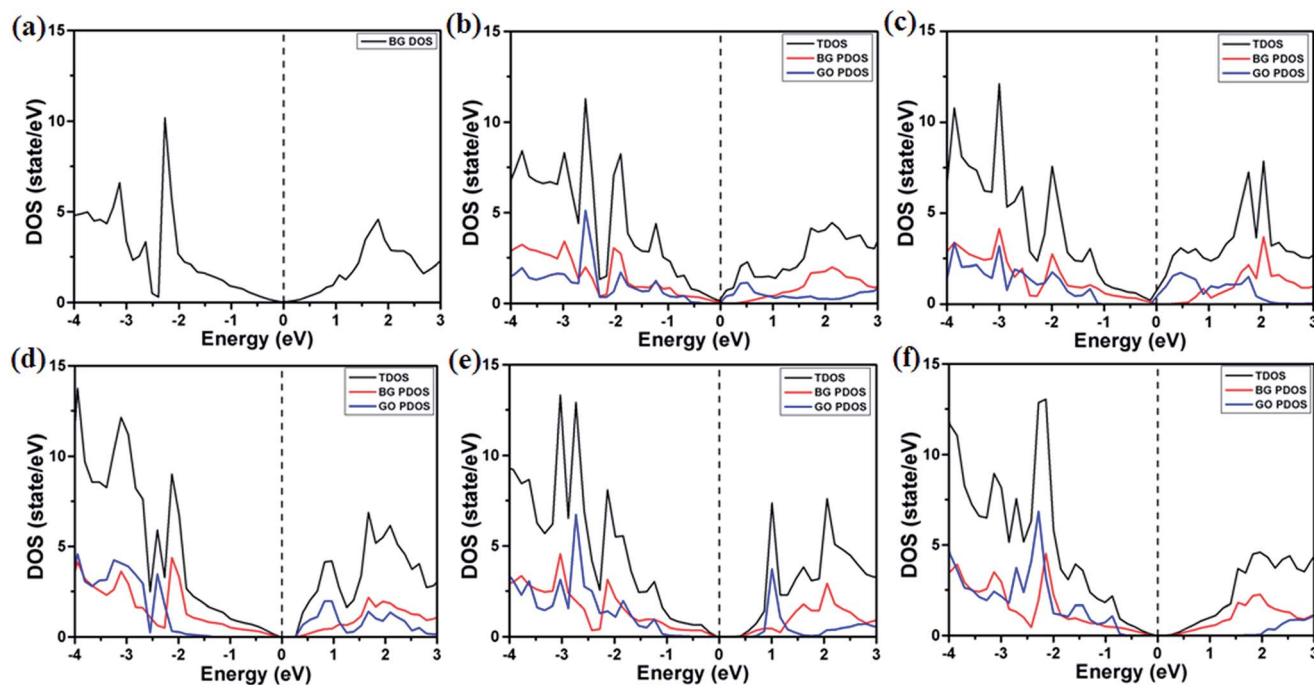 (a)
BG DOS
15
10
5
0
DOS (state/eV)
-4 -3 -2 -1 0 1 2 3
Energy (eV)
(b)
TDOS
BG PDOS
GO PDOS
15
10
5
0
DOS (state/eV)
-4 -3 -2 -1 0 1 2 3
Energy (eV)
(c)
TDOS
BG PDOS
GO PDOS
15
10
5
0
DOS (state/eV)
-4 -3 -2 -1 0 1 2 3
Energy (eV)
(d)
TDOS
BG PDOS
GO PDOS
15
10
5
0
DOS (state/eV)
-4 -3 -2 -1 0 1 2 3
Energy (eV)
(e)
TDOS
BG PDOS
GO PDOS
15
10
5
0
DOS (state/eV)
-4 -3 -2 -1 0 1 2 3
Energy (eV)
(f)
TDOS
BG PDOS
GO PDOS
15
10
5
0
DOS (state/eV)
-4 -3 -2 -1 0 1 2 3
Energy (eV)